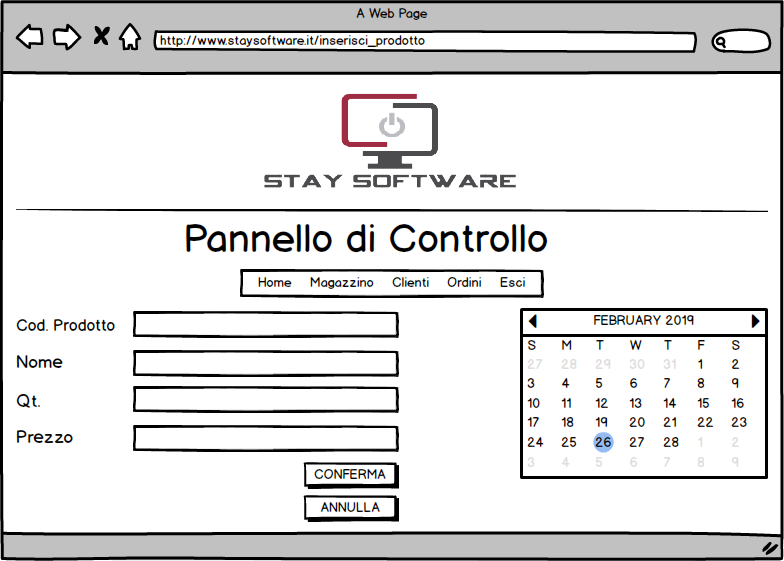 A Web Page
http://www.staysoftware.it/inserisci_prodotto
STAY SOFTWARE
Pannello di Controllo
Home Magazzino Clienti Ordini Esci
Cod. Prodotto
Nome
Qt.
Prezzo
CONFERMA
ANNULLA
FEBRUARY 2019
S M T W T F S
27 28 29 30 31 1 2
3 4 5 6 7 8 9
10 11 12 13 14 15 16
17 18 19 20 21 22 23
24 25 26 27 28 1 2
3 4 5 6 7 8 9